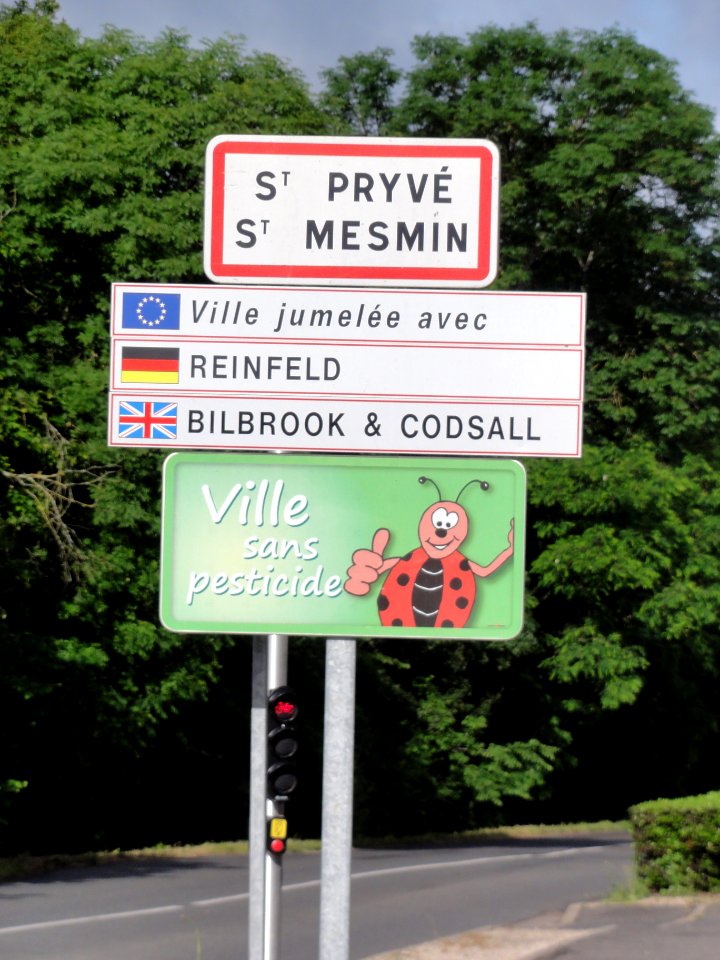 ST PRYVÉ
ST MESMIN
Ville jumelée avec
REINFELD
BILBROOK & CODSALL
Ville
sans
pesticide